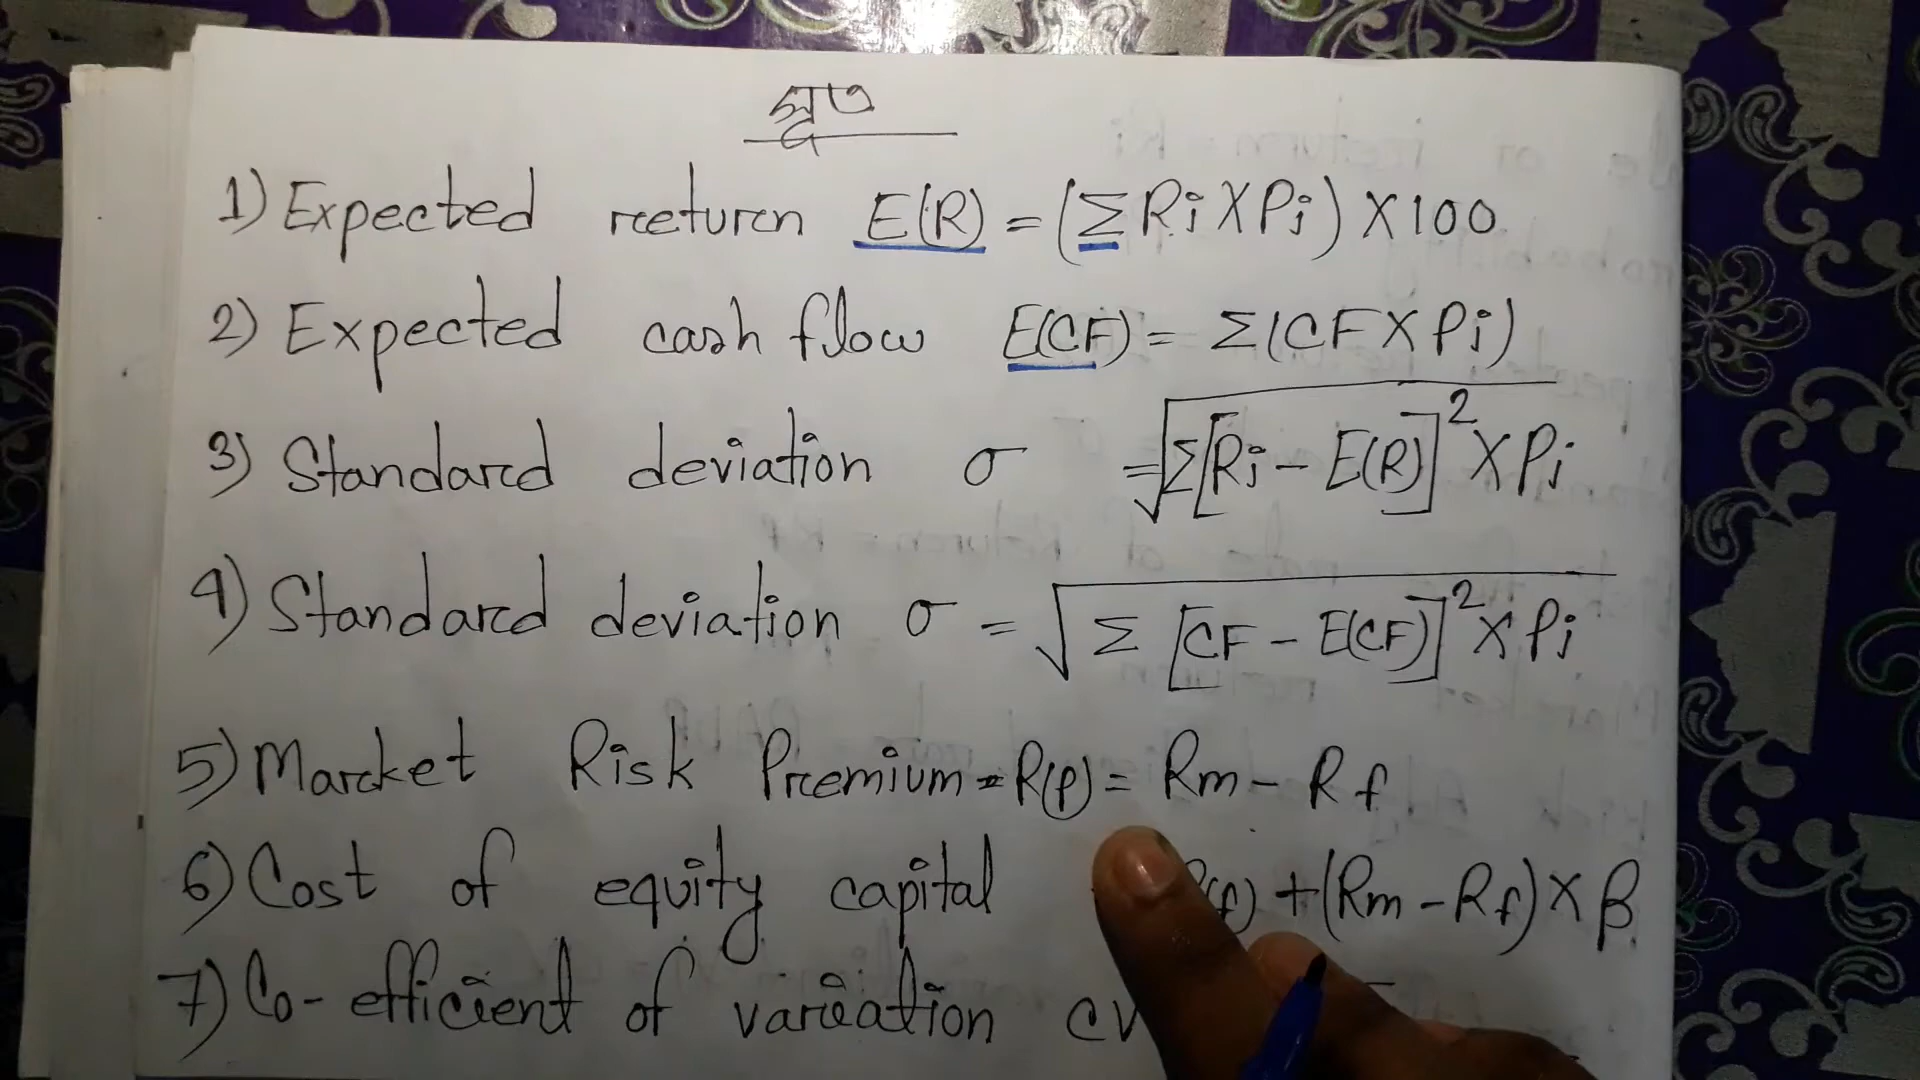 সূত্র
1) Expected return E(R) = (Σ Ri X Pi) X 100
2) Expected cash flow E(CF) = Σ(CF X Pi)
3) Standard deviation σ = √Σ[Ri - E(R)]² X Pi
4) Standard deviation σ = √Σ [CF - E(CF)]² X Pi
5) Market Risk Premium = R(P) = Rm - Rf
6) Cost of equity capital (f) + (Rm - Rf) X β
7) Co-efficient of variation CV